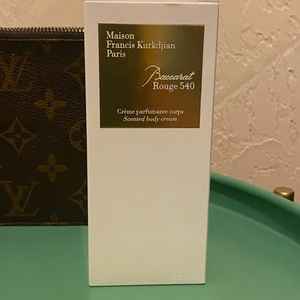 Maison
Francis Kurkdjian
Paris
Baccarat
Rouge 540
Crème parfumante corps
Scented body cream